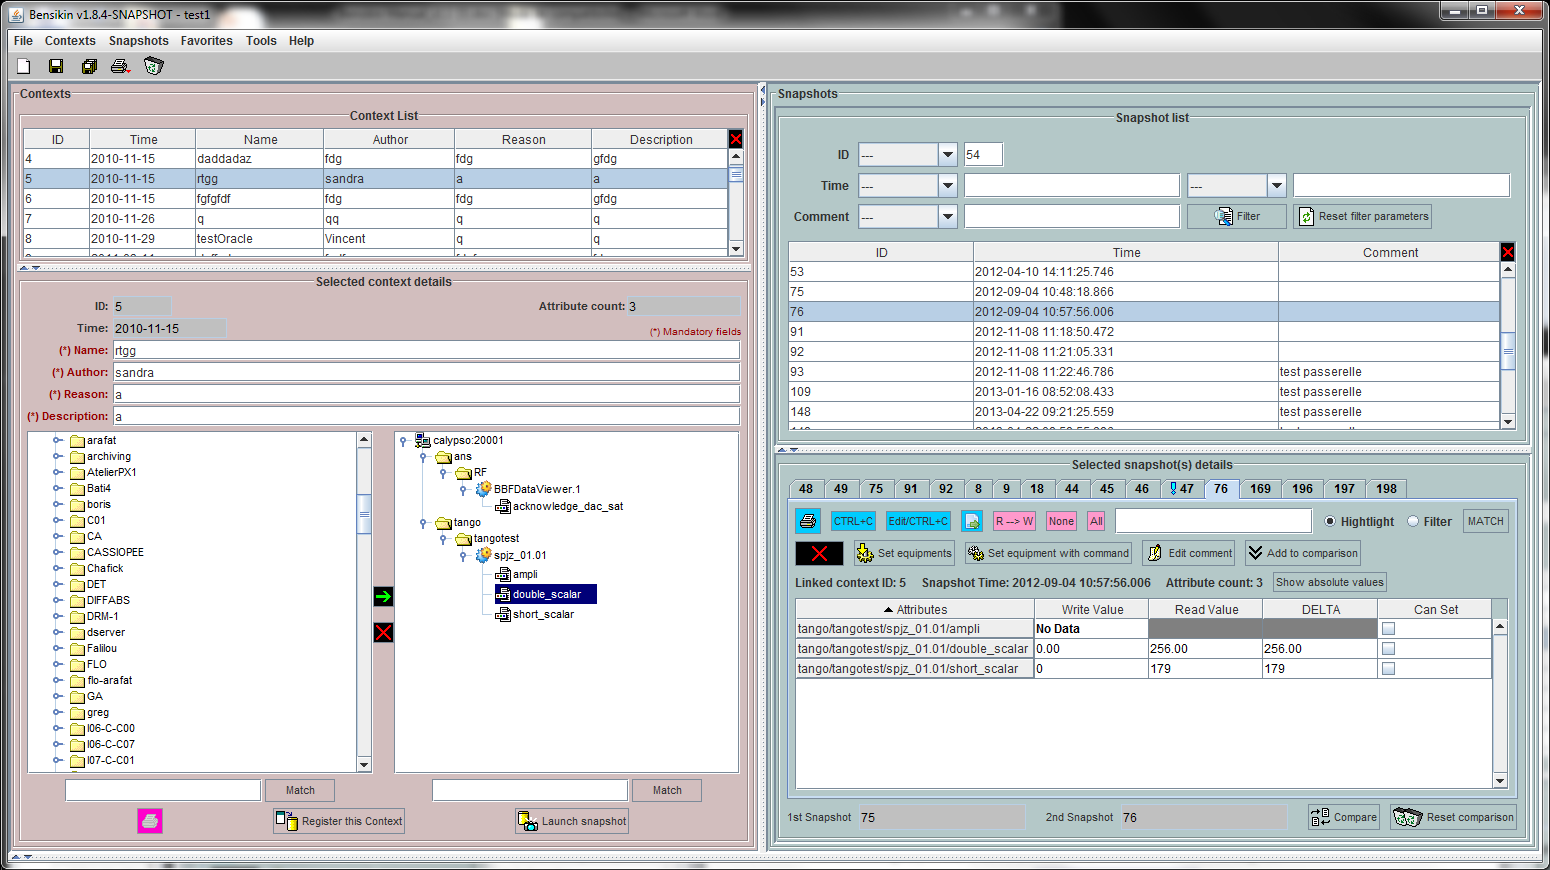 Bensikin v1.8.4-SNAPSHOT - test1
File Contexts Snapshots Favorites Tools Help
Contexts
Context List
ID Time Name Author Reason Description
4 2010-11-15 daddadaz fdg fdg gfdg
5 2010-11-15 rtgg sandra a a
6 2010-11-15 fgfgfdf fdg fdg gfdg
7 2010-11-26 q qq q q
8 2010-11-29 testOracle Vincent q q
Selected context details
ID: 5 Attribute count: 3
Time: 2010-11-15
(*) Mandatory fields
(*) Name: rtgg
(*) Author: sandra
(*) Reason: a
(*) Description: a
arafat
archiving
AtelierPX1
Bati4
boris
C01
CA
CASSIOPEE
Chafick
DET
DIFFABS
DRM-1
dserver
Falilou
FLO
flo-arafat
GA
greg
I06-C-C00
I06-C-C07
I07-C-C01
calypso:20001
ans
RF
BBFDataViewer.1
acknowledge_dac_sat
tango
tangotest
spjz_01.01
ampli
double_scalar
short_scalar
Match
Match
Register this Context
Launch snapshot
Snapshots
Snapshot list
ID --- 54
Time --- ---
Comment --- Filter Reset filter parameters
ID Time Comment
53 2012-04-10 14:11:25.746
75 2012-09-04 10:48:18.866
76 2012-09-04 10:57:56.006
91 2012-11-08 11:18:50.472
92 2012-11-08 11:21:05.331
93 2012-11-08 11:22:46.786 test passerelle
109 2013-01-16 08:52:08.433 test passerelle
148 2013-04-22 09:21:25.559 test passerelle
Selected snapshot(s) details
48 49 75 91 92 8 9 18 44 45 46 47 76 169 196 197 198
CTRL+C Edit/CTRL+C R --> W None All Hightlight Filter MATCH
Set equipments Set equipment with command Edit comment Add to comparison
Linked context ID: 5 Snapshot Time: 2012-09-04 10:57:56.006 Attribute count: 3 Show absolute values
Attributes Write Value Read Value DELTA Can Set
tango/tangotest/spjz_01.01/ampli No Data
tango/tangotest/spjz_01.01/double_scalar 0.00 256.00 256.00
tango/tangotest/spjz_01.01/short_scalar 0 179 179
1st Snapshot 75 2nd Snapshot 76 Compare Reset comparison